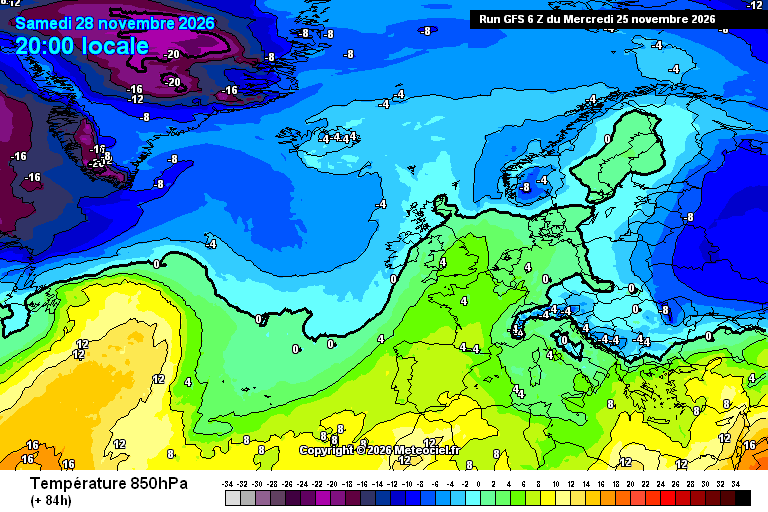 Samedi 28 novembre 2026
20:00 locale
Run GFS 6 Z du Mercredi 25 novembre 2026
Copyright © 2026 Meteociel.fr
Température 850hPa
(+ 84h)
-34 -32 -30 -28 -26 -24 -22 -20 -18 -16 -14 -12 -10 -8 -6 -4 -2 0 2 4 6 8 10 12 14 16 18 20 22 24 26 28 30 32 34